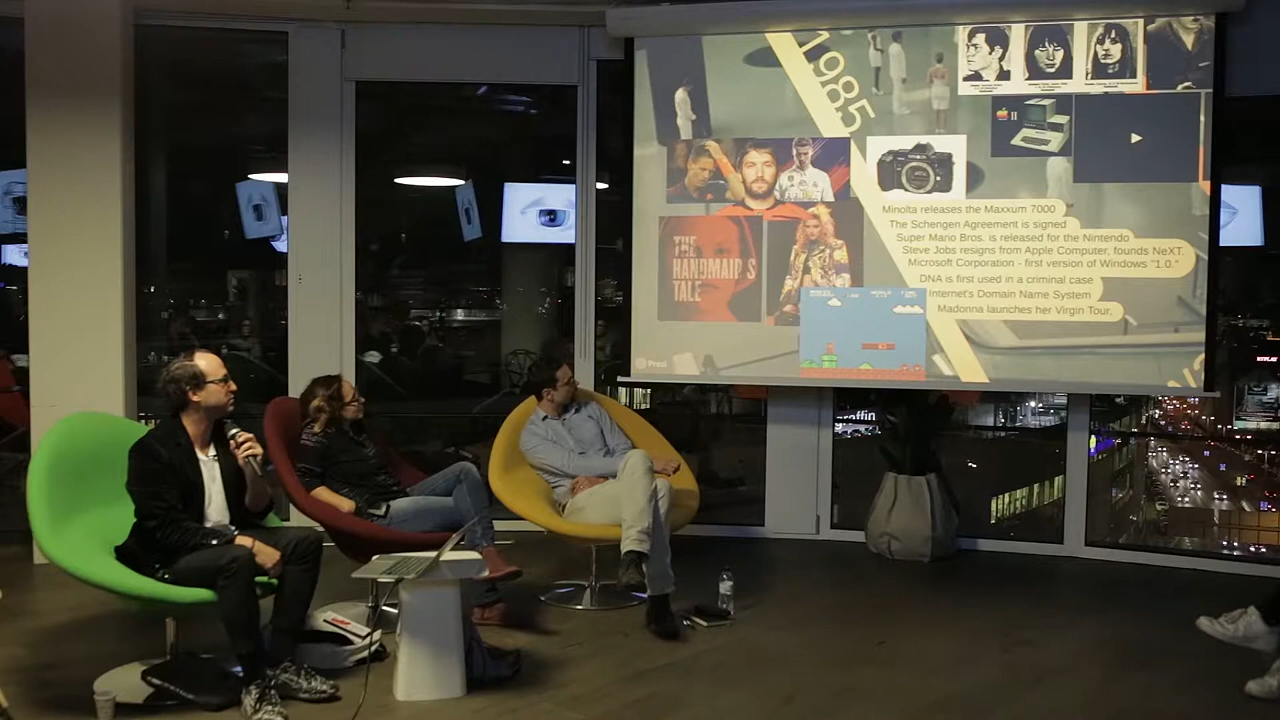 1985
II
Minolta releases the Maxxum 7000
The Schengen Agreement is signed
Super Mario Bros. is released for the Nintendo
Steve Jobs resigns from Apple Computer, founds NeXT.
Microsoft Corporation - first version of Windows "1.0."
DNA is first used in a criminal case
Internet's Domain Name System
Madonna launches her Virgin Tour,
THE
HANDMAID'S
TALE
Prezi